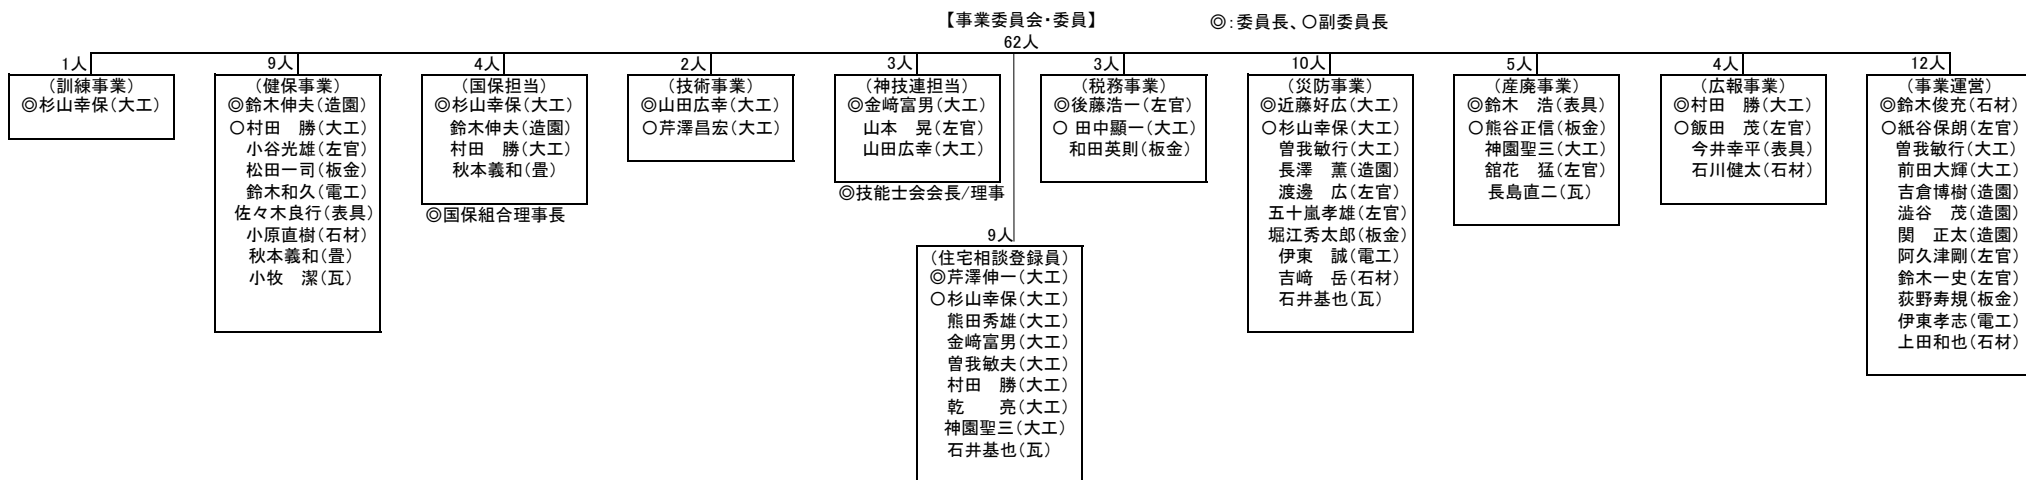 【事業委員会・委員】
◎:委員長、〇副委員長
62人
1人
(訓練事業)
◎杉山幸保(大工)
9人
(健保事業)
◎鈴木伸夫(造園)
〇村田　勝(大工)
小谷光雄(左官)
松田一司(板金)
鈴木和久(電工)
佐々木良行(表具)
小原直樹(石材)
秋本義和(畳)
小牧　潔(瓦)
4人
(国保担当)
◎杉山幸保(大工)
鈴木伸夫(造園)
村田　勝(大工)
秋本義和(畳)
◎国保組合理事長
2人
(技術事業)
◎山田広幸(大工)
〇芹澤昌宏(大工)
3人
(神技連担当)
◎金﨑富男(大工)
山本　晃(左官)
山田広幸(大工)
◎技能士会会長/理事
9人
(住宅相談登録員)
◎芹澤伸一(大工)
〇杉山幸保(大工)
熊田秀雄(大工)
金﨑富男(大工)
曽我敏夫(大工)
村田　勝(大工)
乾　　亮(大工)
神園聖三(大工)
石井基也(瓦)
3人
(税務事業)
◎後藤浩一(左官)
〇 田中顯一(大工)
和田英則(板金)
10人
(災防事業)
◎近藤好広(大工)
〇杉山幸保(大工)
曽我敏行(大工)
長澤　薫(造園)
渡邊　広(左官)
五十嵐孝雄(左官)
堀江秀太郎(板金)
伊東　誠(電工)
吉﨑　岳(石材)
石井基也(瓦)
5人
(産廃事業)
◎鈴木　浩(表具)
〇熊谷正信(板金)
神園聖三(大工)
舘花　猛(左官)
長島直二(瓦)
4人
(広報事業)
◎村田　勝(大工)
〇飯田　茂(左官)
今井幸平(表具)
石川健太(石材)
12人
(事業運営)
◎鈴木俊充(石材)
〇紙谷保朗(左官)
曽我敏行(大工)
前田大輝(大工)
吉倉博樹(造園)
澁谷　茂(造園)
関　正太(造園)
阿久津剛(左官)
鈴木一史(左官)
荻野寿規(板金)
伊東孝志(電工)
上田和也(石材)